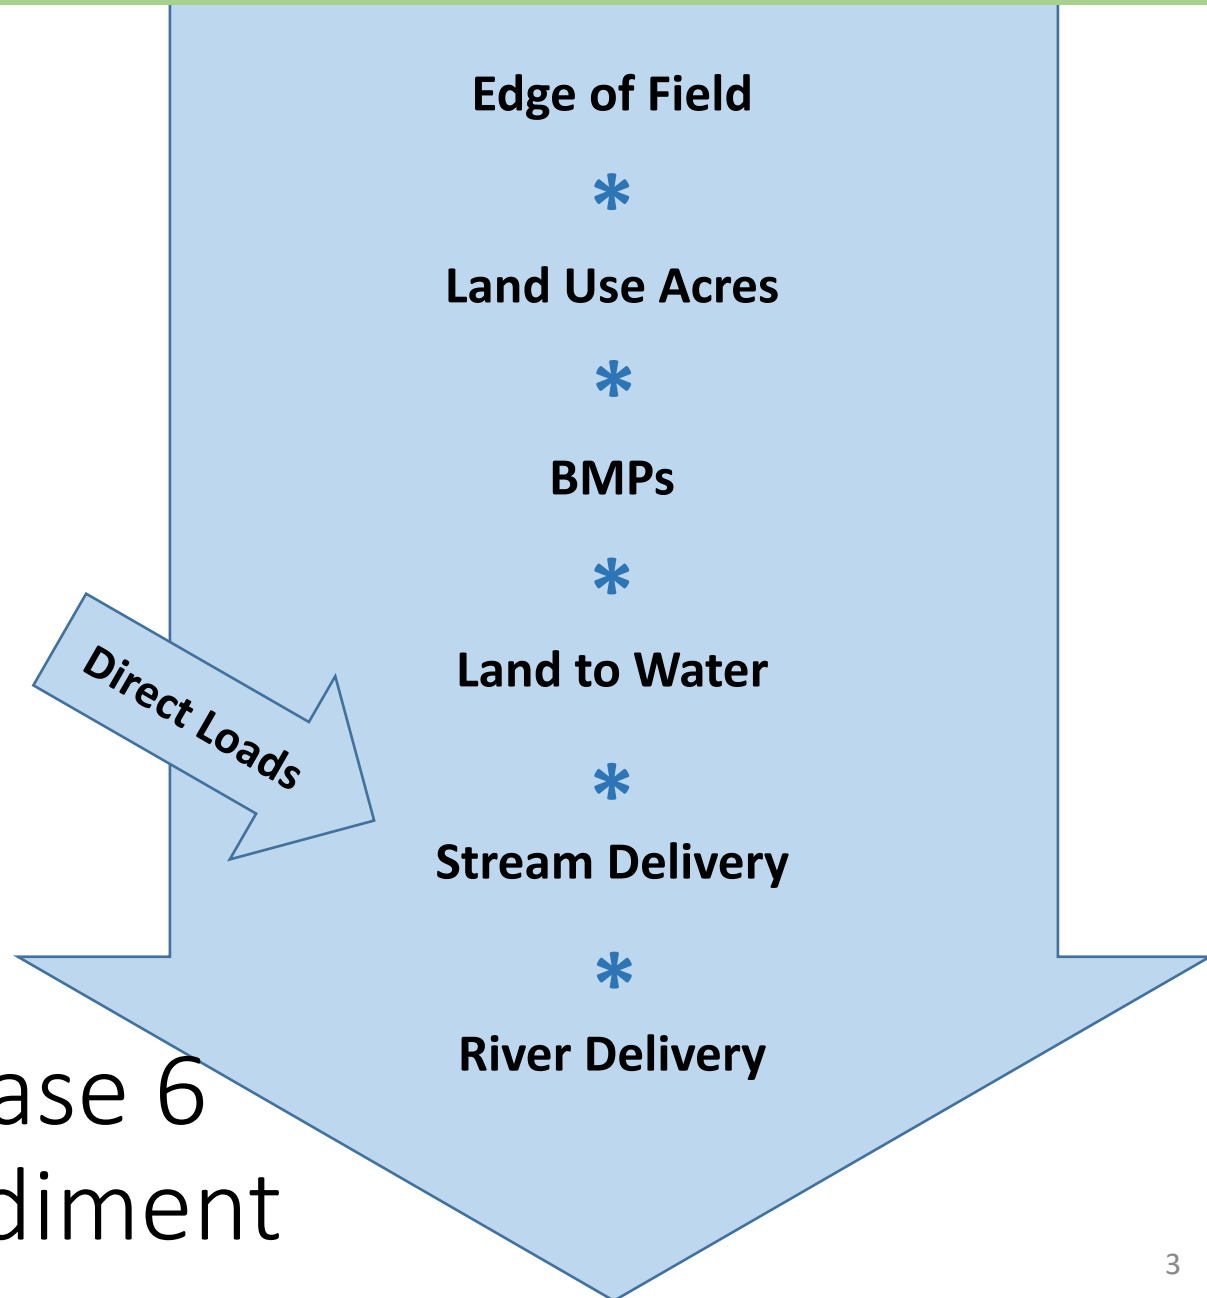 Edge of Field
*
Land Use Acres
*
BMPs
*
Land to Water
Direct Loads
*
Stream Delivery
*
River Delivery
ase 6
diment
3